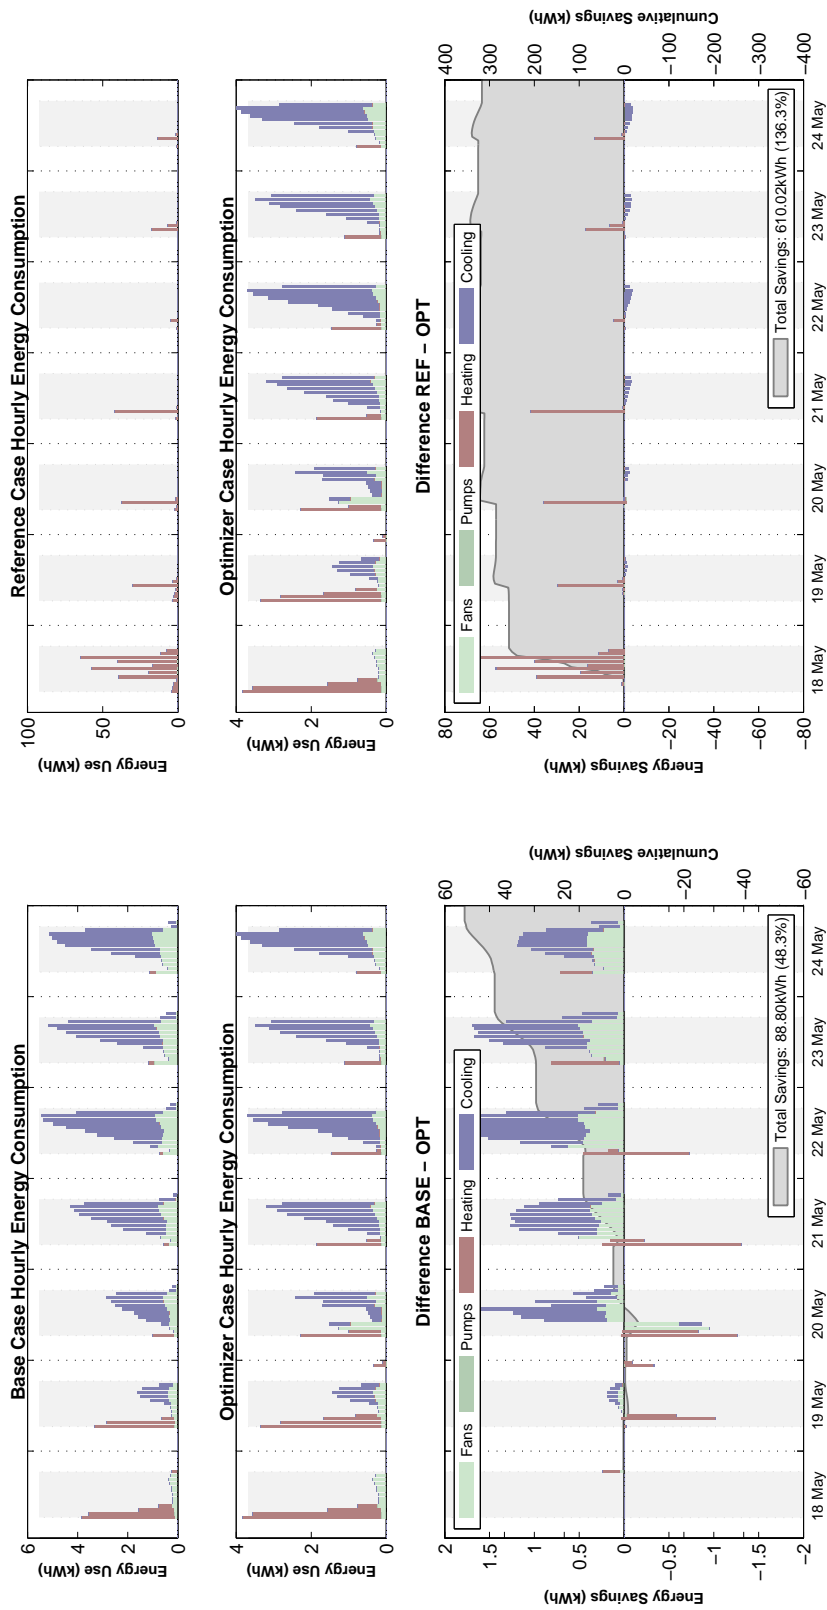 Base Case Hourly Energy Consumption
Energy Use (kWh)
6
4
2
0
Optimizer Case Hourly Energy Consumption
Energy Use (kWh)
4
2
0
Difference BASE − OPT
Energy Savings (kWh)
Cumulative Savings (kWh)
2
1.5
1
0.5
0
−0.5
−1
−1.5
−2
60
40
20
0
−20
−40
−60
Fans Pumps Heating Cooling
Total Savings: 88.80kWh (48.3%)
18 May 19 May 20 May 21 May 22 May 23 May 24 May
Reference Case Hourly Energy Consumption
Energy Use (kWh)
100
50
0
Optimizer Case Hourly Energy Consumption
Energy Use (kWh)
4
2
0
Difference REF − OPT
Energy Savings (kWh)
Cumulative Savings (kWh)
80
60
40
20
0
−20
−40
−60
−80
400
300
200
100
0
−100
−200
−300
−400
Fans Pumps Heating Cooling
Total Savings: 610.02kWh (136.3%)
18 May 19 May 20 May 21 May 22 May 23 May 24 May